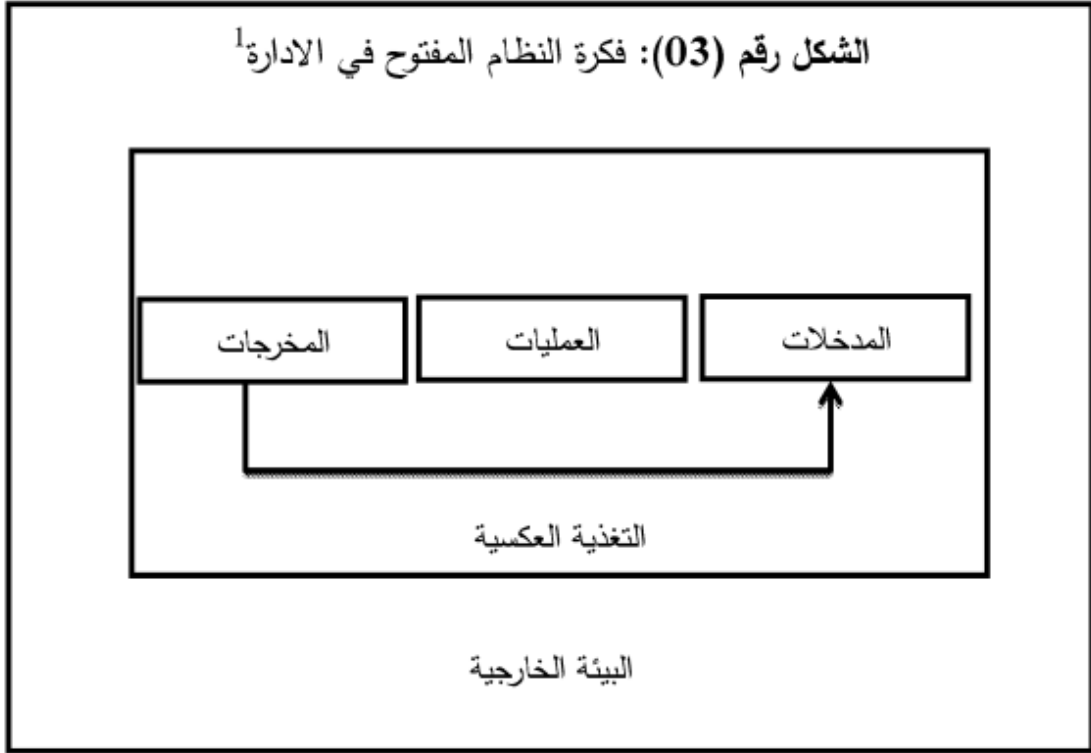 الشكل رقم (03): فكرة النظام المفتوح في الادارة1
المدخلات
العمليات
المخرجات
التغذية العكسية
البيئة الخارجية